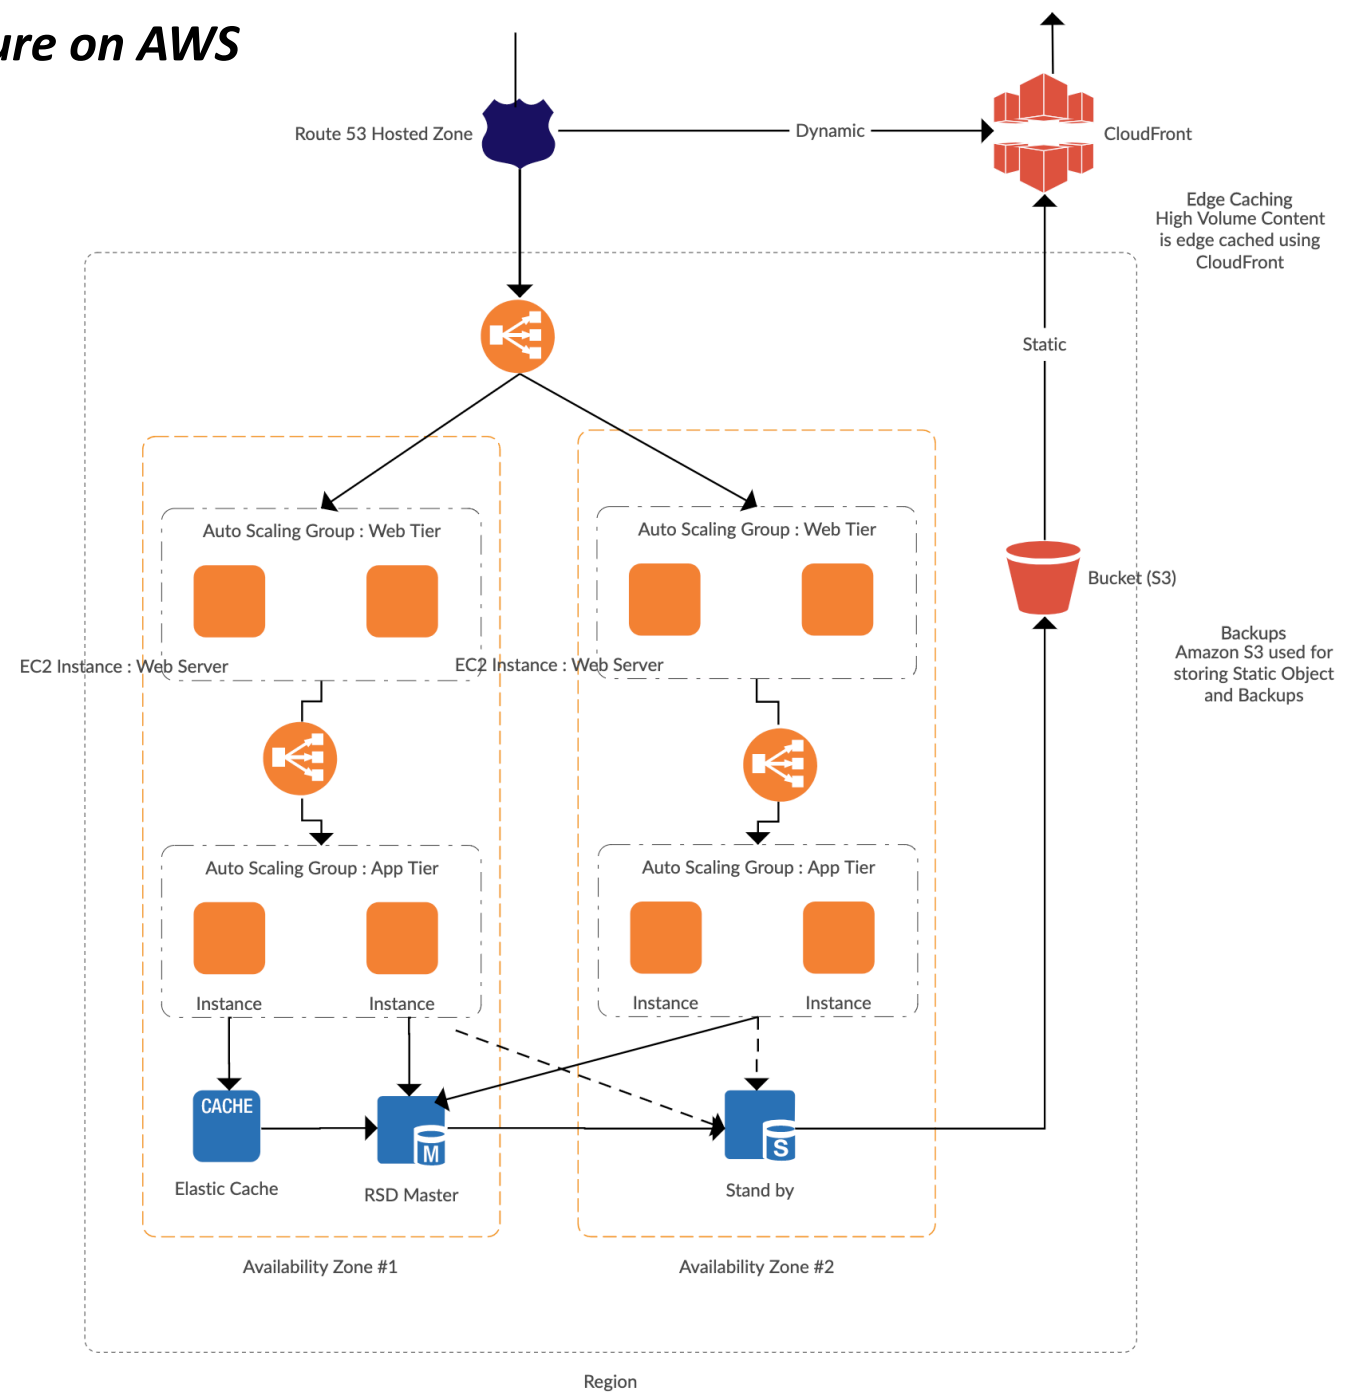 ure on AWS
Route 53 Hosted Zone
Dynamic
CloudFront
Edge Caching
High Volume Content
is edge cached using
CloudFront
Static
Auto Scaling Group : Web Tier
Auto Scaling Group : Web Tier
Bucket (S3)
Backups
Amazon S3 used for
storing Static Object
and Backups
EC2 Instance : Web Server
EC2 Instance : Web Server
Auto Scaling Group : App Tier
Auto Scaling Group : App Tier
Instance
Instance
Instance
Instance
CACHE
M
S
Elastic Cache
RSD Master
Stand by
Availability Zone #1
Availability Zone #2
Region